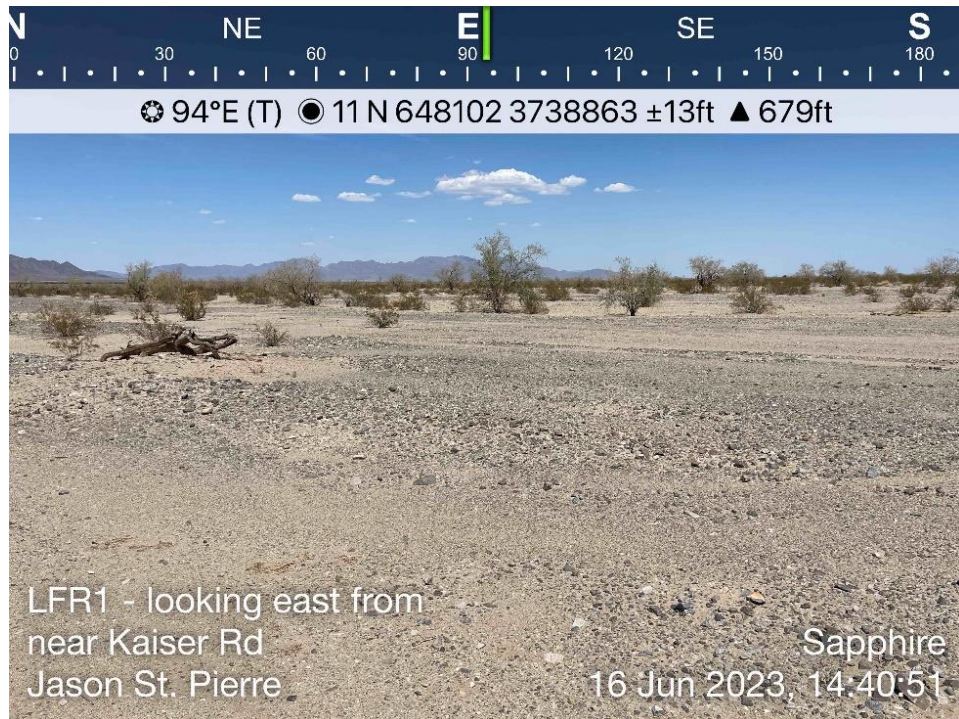 N NE E SE S
0 30 60 90 120 150 180
94°E (T) 11 N 648102 3738863 ±13ft ▲ 679ft
LFR1 - looking east from
near Kaiser Rd
Jason St. Pierre
Sapphire
16 Jun 2023, 14:40:51